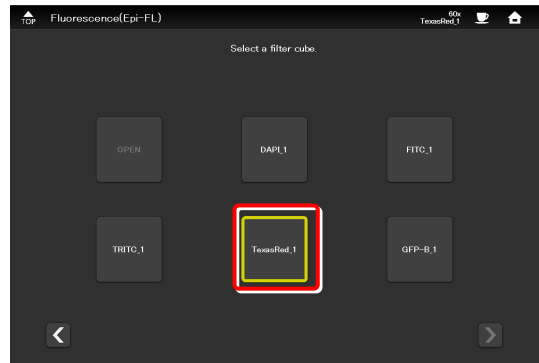 TOP Fluorescence(Epi-FL) 60x
TexasRed_1
Select a filter cube.
OPEN DAPI_1 FITC_1
TRITC_1 TexasRed_1 GFP-B_1